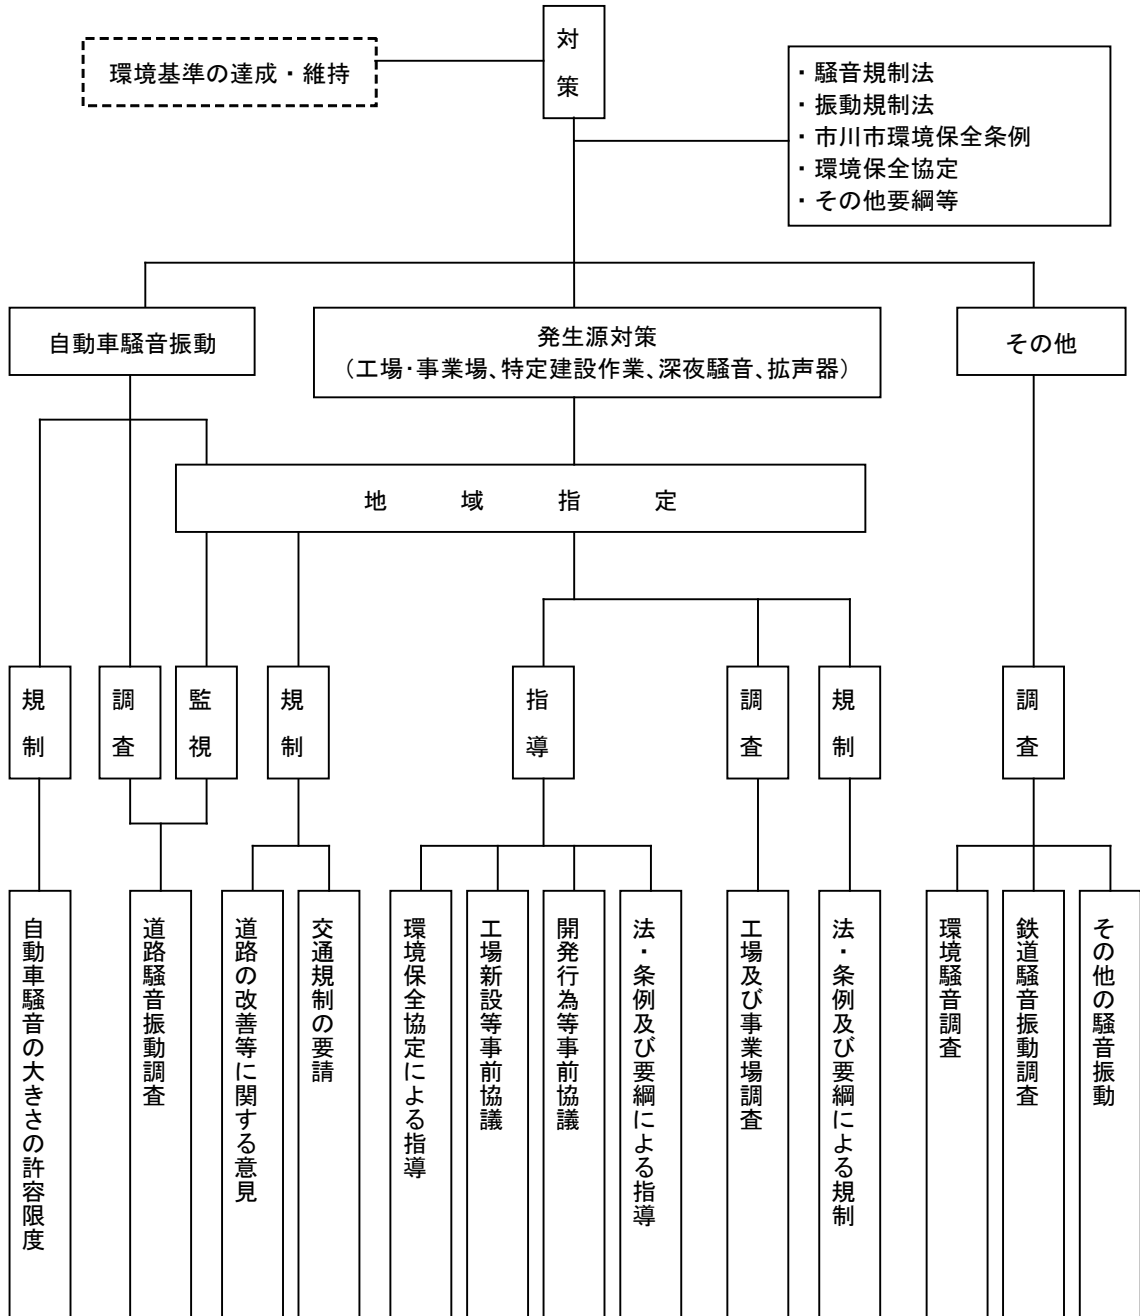 対策
環境基準の達成・維持
・騒音規制法
・振動規制法
・市川市環境保全条例
・環境保全協定
・その他要綱等
自動車騒音振動
発生源対策
（工場・事業場、特定建設作業、深夜騒音、拡声器）
その他
地域指定
規制
調査
監視
規制
指導
調査
規制
調査
自動車騒音の大きさの許容限度
道路騒音振動調査
道路の改善等に関する意見
交通規制の要請
環境保全協定による指導
工場新設等事前協議
開発行為等事前協議
法・条例及び要綱による指導
工場及び事業場調査
法・条例及び要綱による規制
環境騒音調査
鉄道騒音振動調査
その他の騒音振動